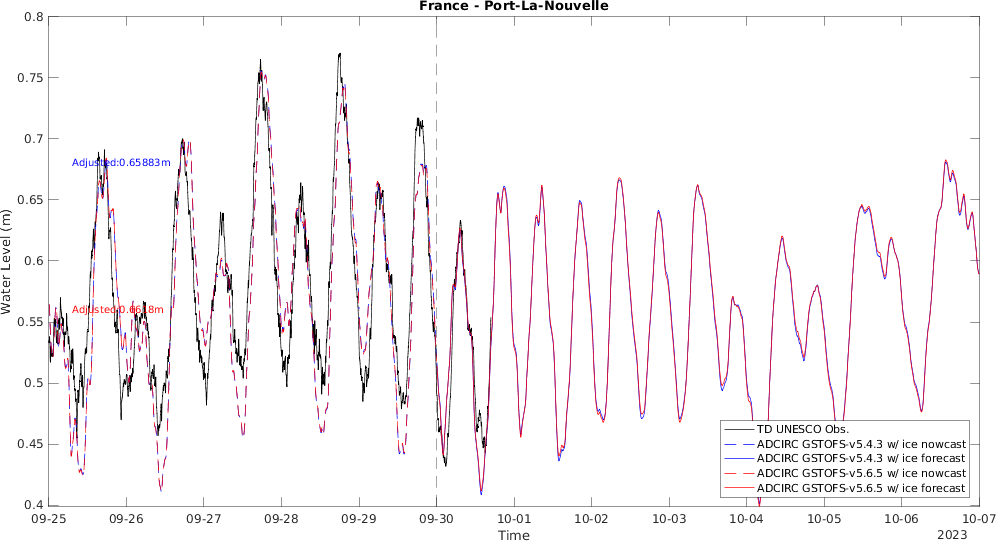 France - Port-La-Nouvelle
0.8
0.75
0.7
0.65
0.6
0.55
0.5
0.45
0.4
Water Level (m)
Adjusted:0.65883m
TD UNESCO Obs.
ADCIRC GSTOFS-v5.4.3 w/ ice nowcast
ADCIRC GSTOFS-v5.4.3 w/ ice forecast
ADCIRC GSTOFS-v5.6.5 w/ ice nowcast
ADCIRC GSTOFS-v5.6.5 w/ ice forecast
09-25 09-26 09-27 09-28 09-29 09-30 10-01 10-02 10-03 10-04 10-05 10-06 10-07
Time
2023